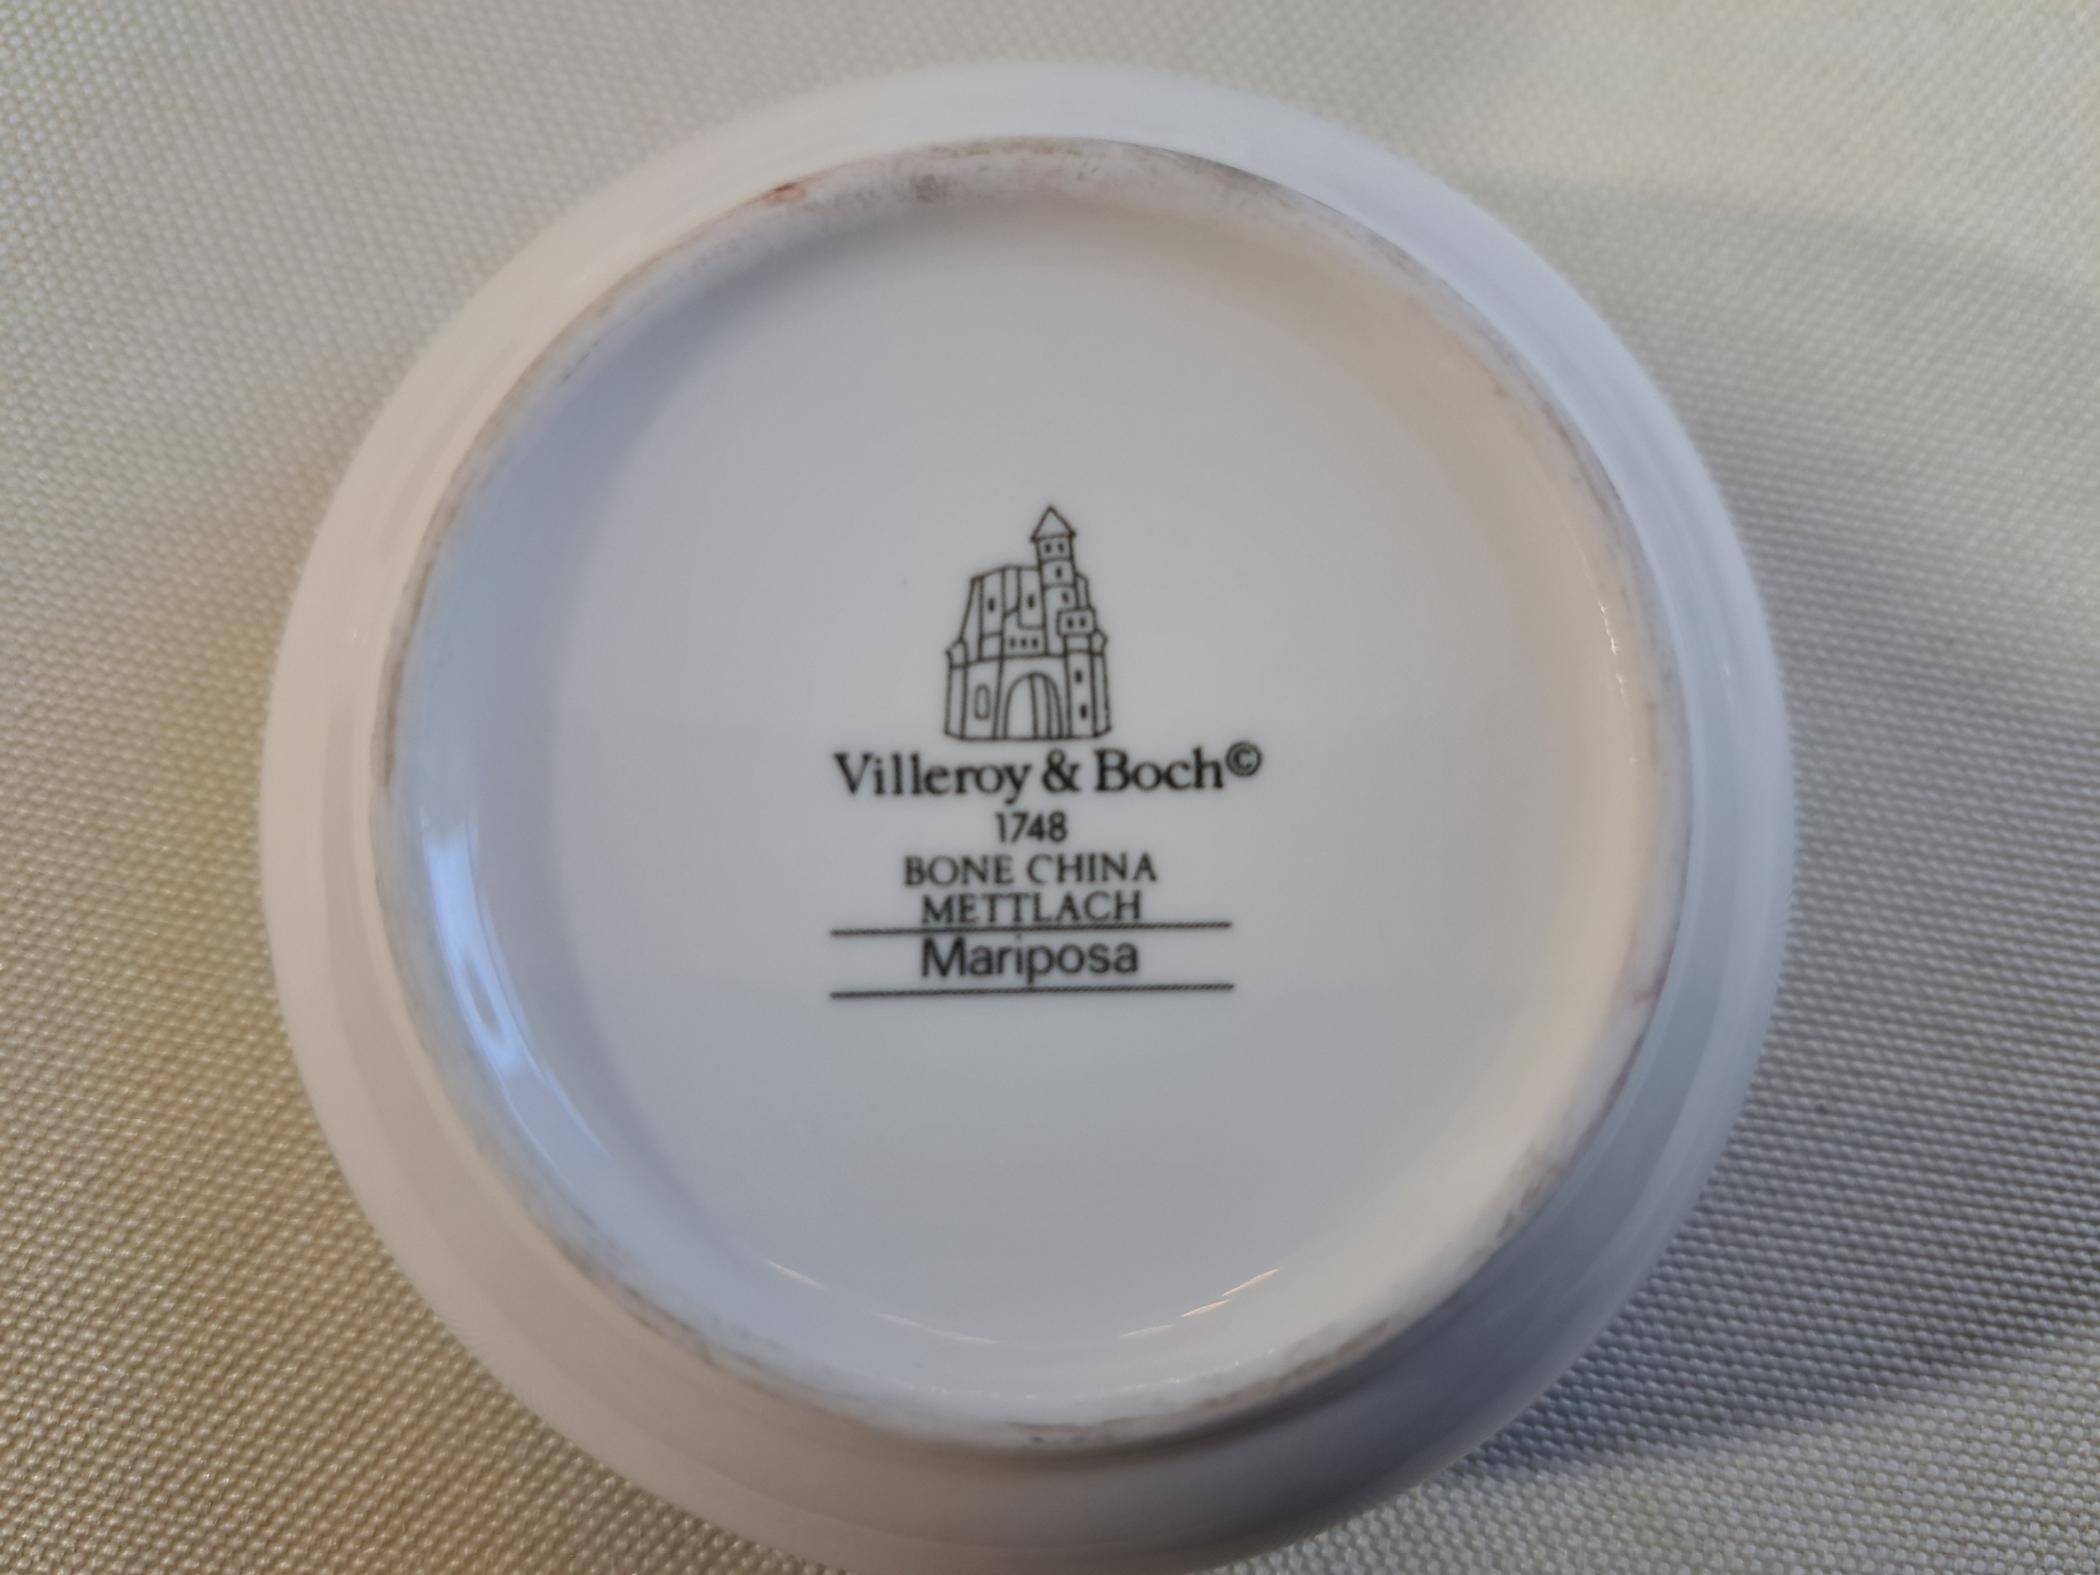 Villeroy & Boch©
1748
BONE CHINA
METTLACH
Mariposa